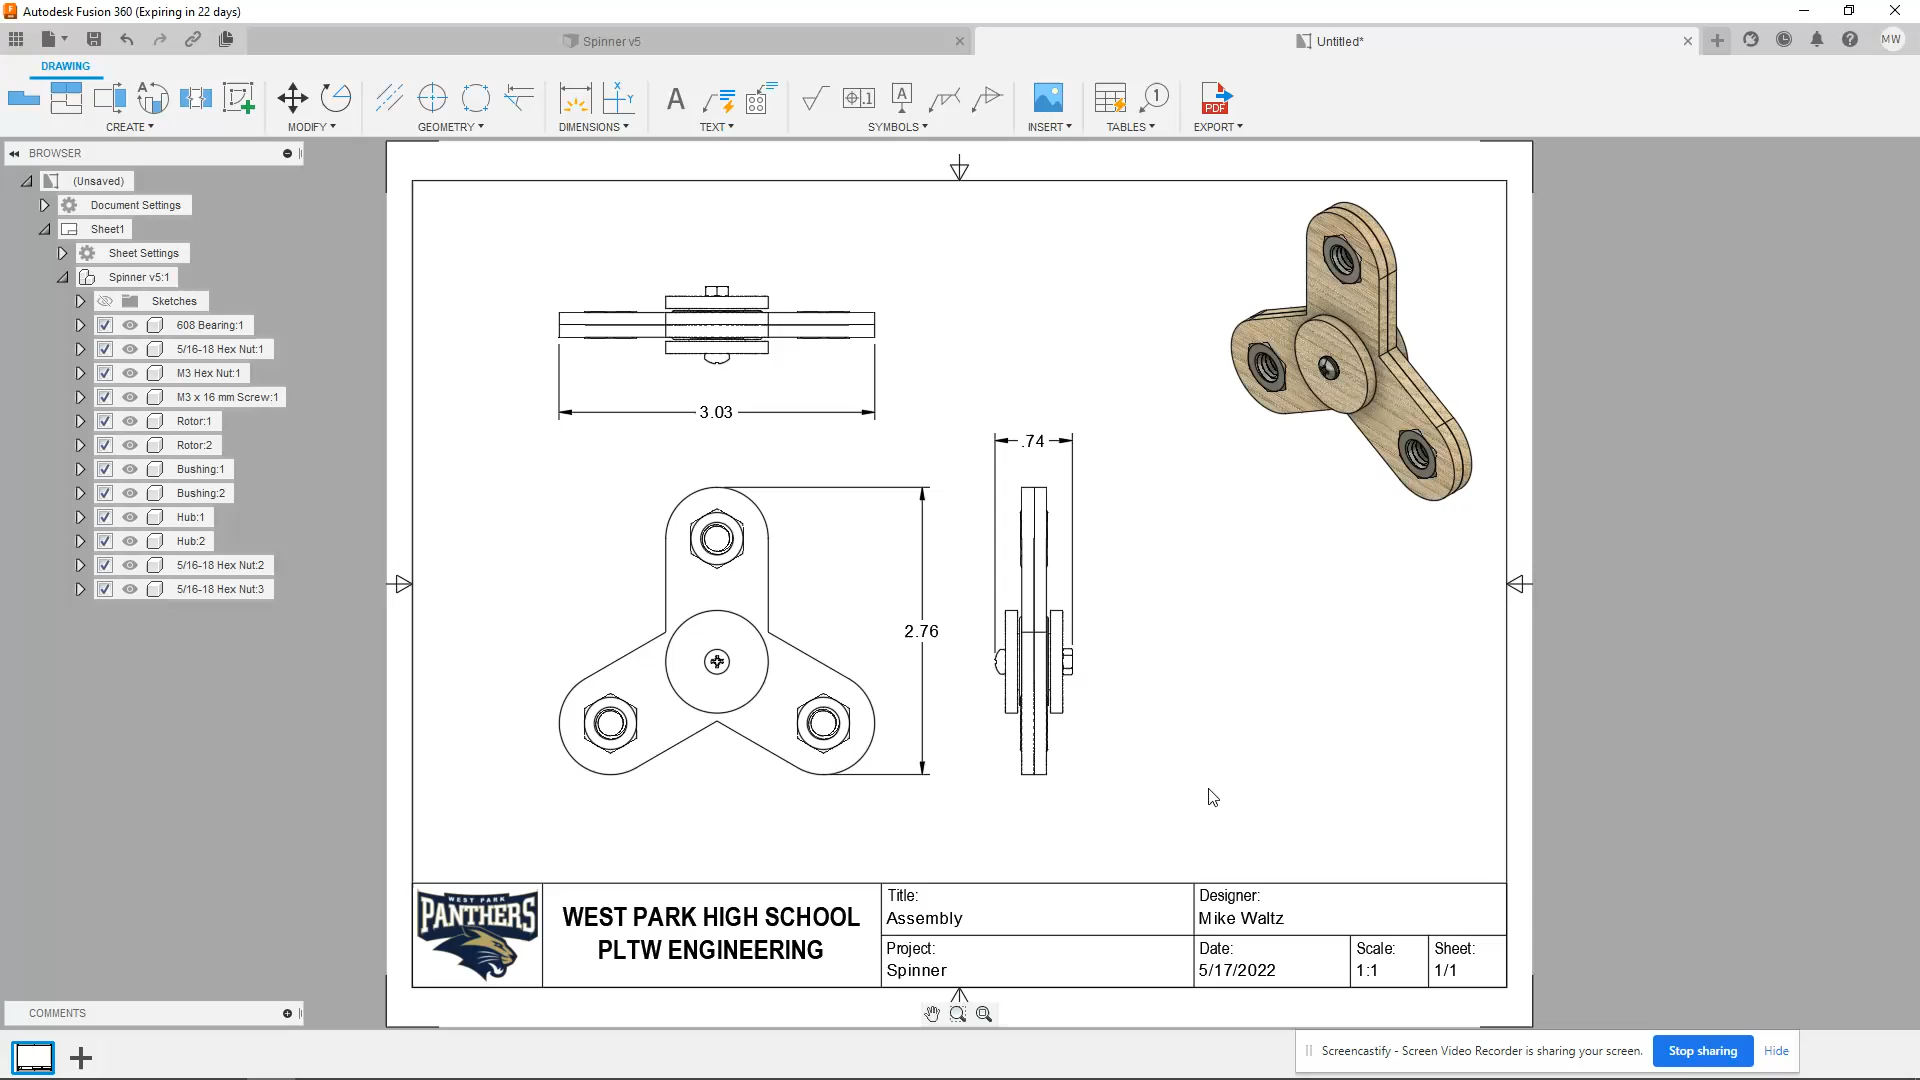 Autodesk Fusion 360 (Expiring in 22 days)
Spinner v5
Untitled*
MW
DRAWING
CREATE
MODIFY
GEOMETRY
DIMENSIONS
TEXT
SYMBOLS
INSERT
TABLES
EXPORT
BROWSER
(Unsaved)
Document Settings
Sheet1
Sheet Settings
Spinner v5:1
Sketches
608 Bearing:1
5/16-18 Hex Nut:1
M3 Hex Nut:1
M3 x 16 mm Screw:1
Rotor:1
Rotor:2
Bushing:1
Bushing:2
Hub:1
Hub:2
5/16-18 Hex Nut:2
5/16-18 Hex Nut:3
3.03
.74
2.76
WEST PARK
PANTHERS
WEST PARK HIGH SCHOOL
PLTW ENGINEERING
Title:
Assembly
Project:
Spinner
Designer:
Mike Waltz
Date:
5/17/2022
Scale:
1:1
Sheet:
1/1
COMMENTS
Screencastify - Screen Video Recorder is sharing your screen.
Stop sharing
Hide